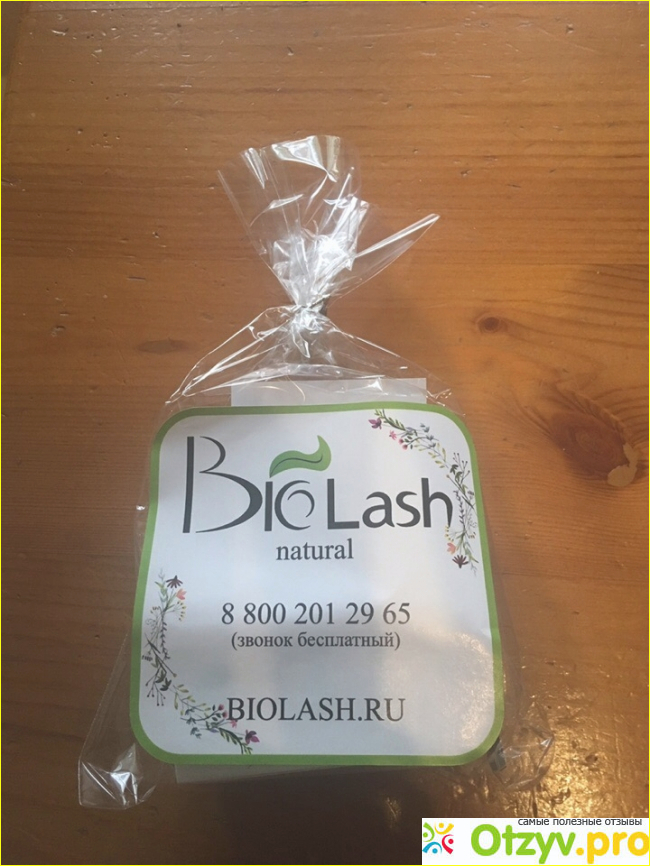 BioLash
natural
8 800 201 29 65
(звонок бесплатный)
BIOLASH.RU
самые полезные отзывы
Otzyv.pro